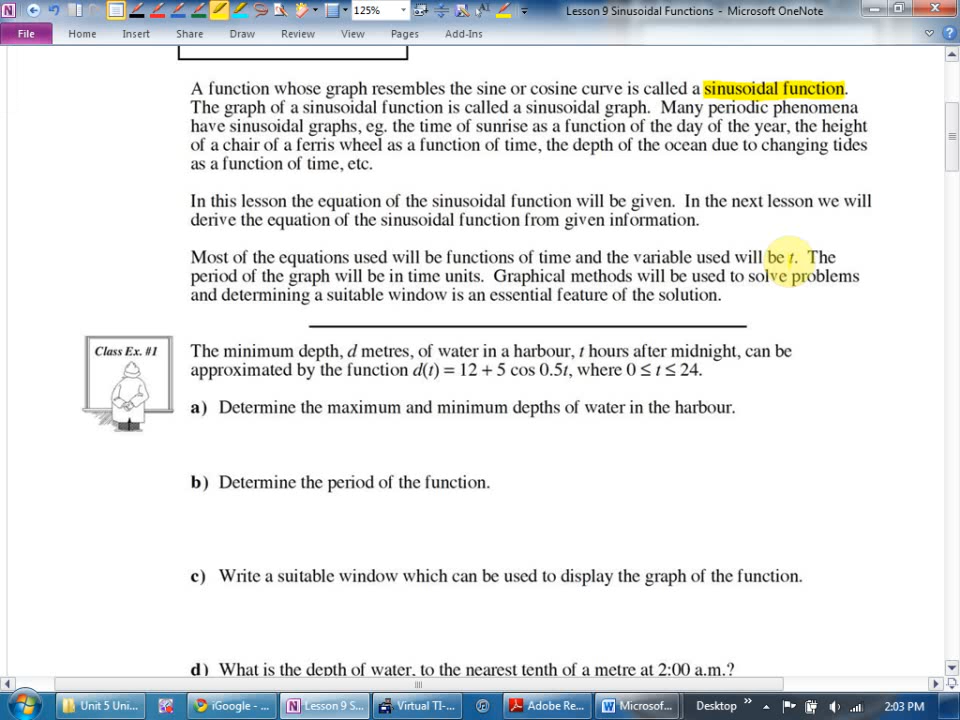 125%
Lesson 9 Sinusoidal Functions - Microsoft OneNote
File Home Insert Share Draw Review View Pages Add-Ins
A function whose graph resembles the sine or cosine curve is called a sinusoidal function.
The graph of a sinusoidal function is called a sinusoidal graph. Many periodic phenomena
have sinusoidal graphs, eg. the time of sunrise as a function of the day of the year, the height
of a chair of a ferris wheel as a function of time, the depth of the ocean due to changing tides
as a function of time, etc.
In this lesson the equation of the sinusoidal function will be given. In the next lesson we will
derive the equation of the sinusoidal function from given information.
Most of the equations used will be functions of time and the variable used will be t. The
period of the graph will be in time units. Graphical methods will be used to solve problems
and determining a suitable window is an essential feature of the solution.
Class Ex. #1
The minimum depth, d metres, of water in a harbour, t hours after midnight, can be
approximated by the function d(t) = 12 + 5 cos 0.5t, where 0 ≤ t ≤ 24.
a) Determine the maximum and minimum depths of water in the harbour.
b) Determine the period of the function.
c) Write a suitable window which can be used to display the graph of the function.
d) What is the depth of water, to the nearest tenth of a metre at 2:00 a.m.?
Unit 5 Uni... iGoogle - ... Lesson 9 S... Virtual TI-... Adobe Re... Microsof... Desktop 2:03 PM